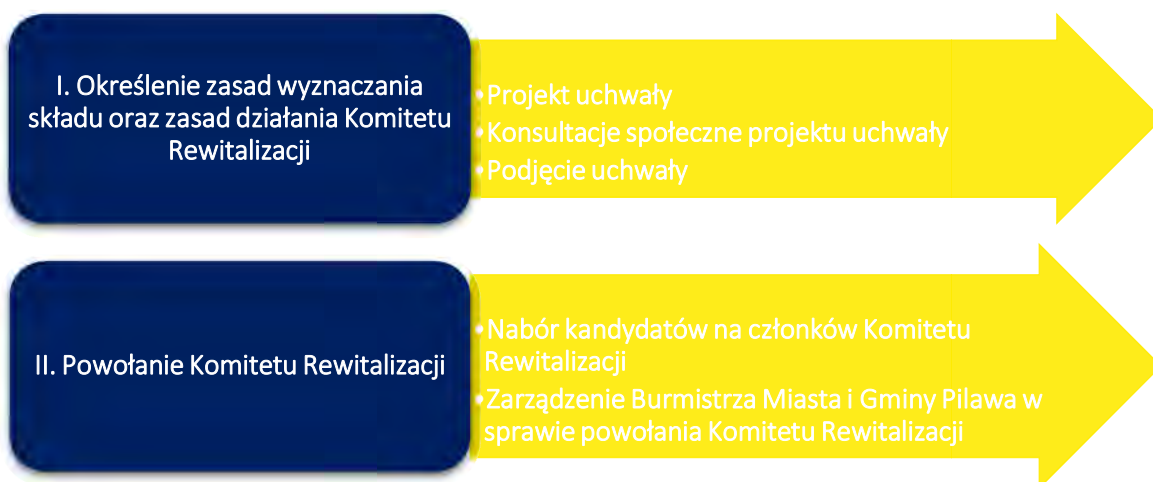 I. Określenie zasad wyznaczania
składu oraz zasad działania Komitetu
Rewitalizacji
•Projekt uchwały
•Konsultacje społeczne projektu uchwały
•Podjęcie uchwały
II. Powołanie Komitetu Rewitalizacji
•Nabór kandydatów na członków Komitetu
Rewitalizacji
•Zarządzenie Burmistrza Miasta i Gminy Pilawa w
sprawie powołania Komitetu Rewitalizacji